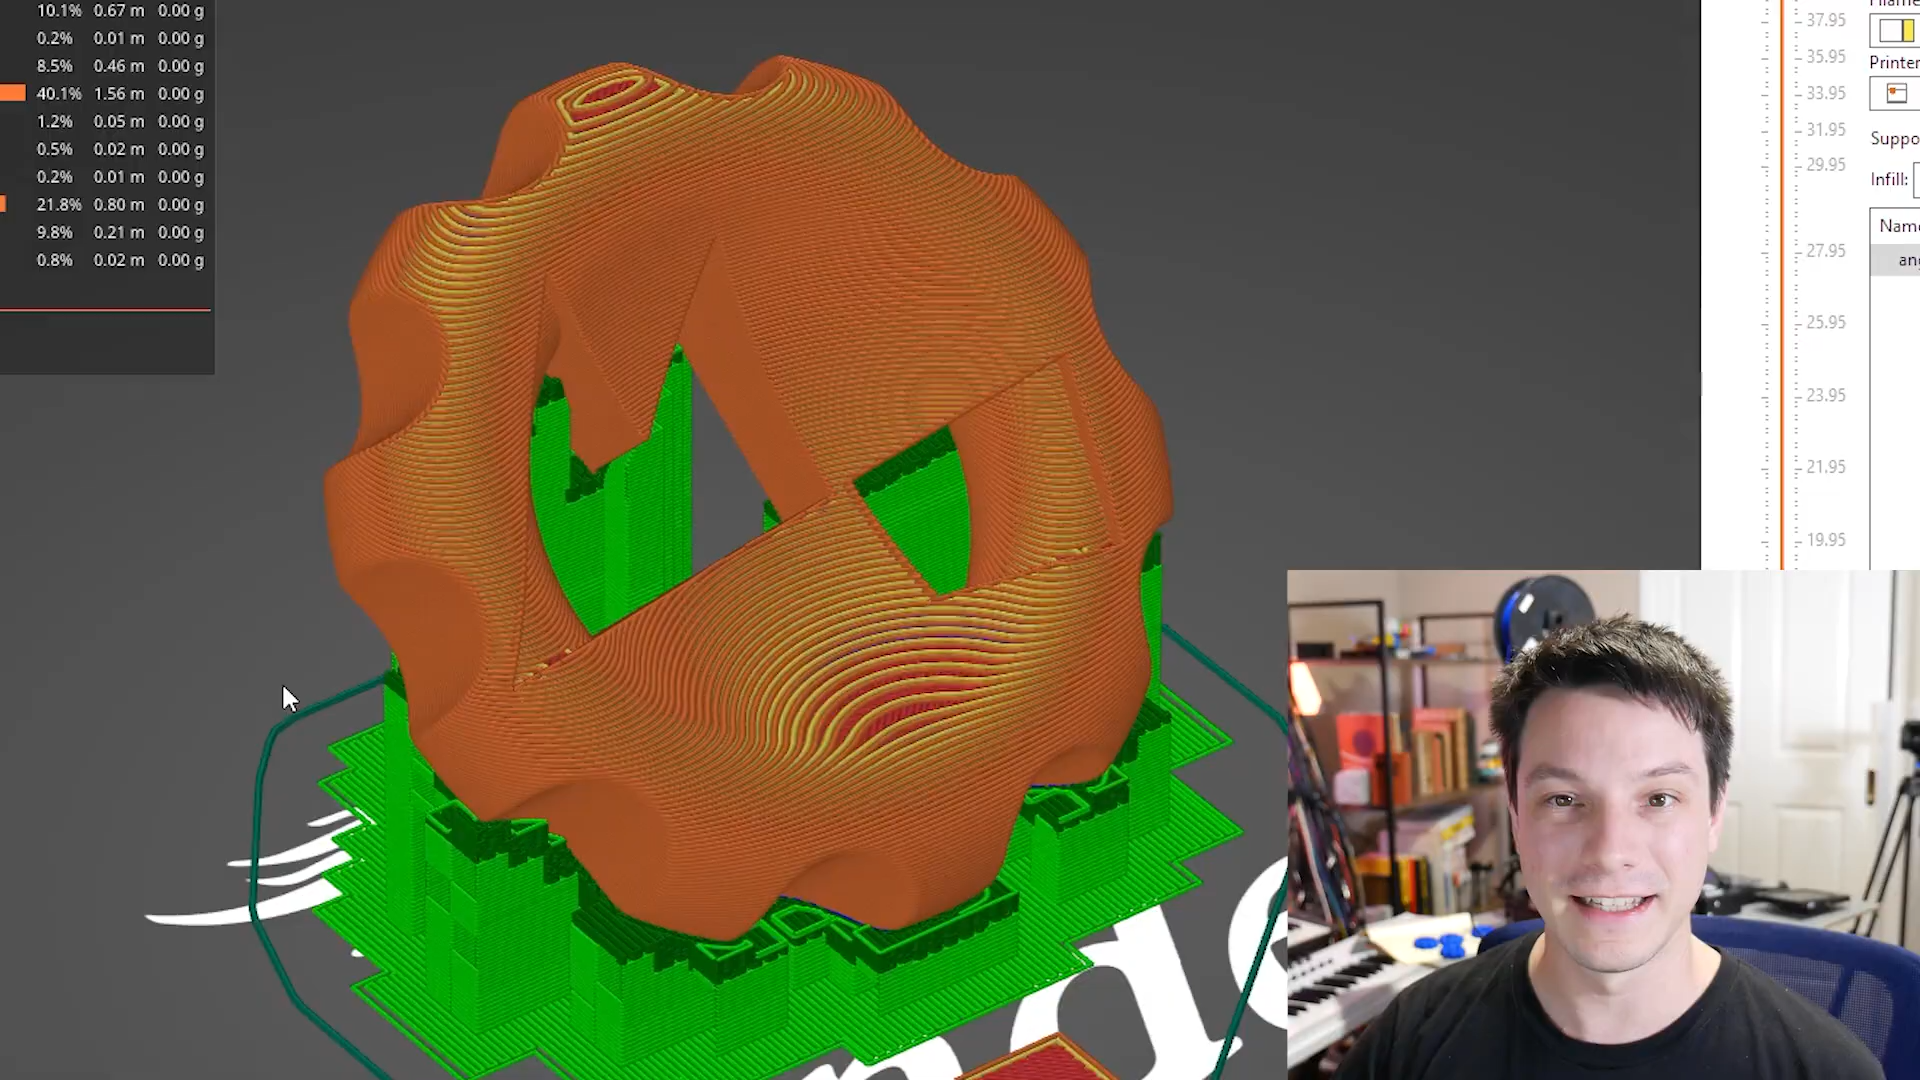 10.1% 0.67 m 0.00 g
0.2% 0.01 m 0.00 g
8.5% 0.46 m 0.00 g
40.1% 1.56 m 0.00 g
1.2% 0.05 m 0.00 g
0.5% 0.02 m 0.00 g
0.2% 0.01 m 0.00 g
21.8% 0.80 m 0.00 g
9.8% 0.21 m 0.00 g
0.8% 0.02 m 0.00 g
37.95
35.95
33.95
31.95
29.95
27.95
25.95
23.95
21.95
19.95
Printer
Suppo
Infill:
Name
ang
nde